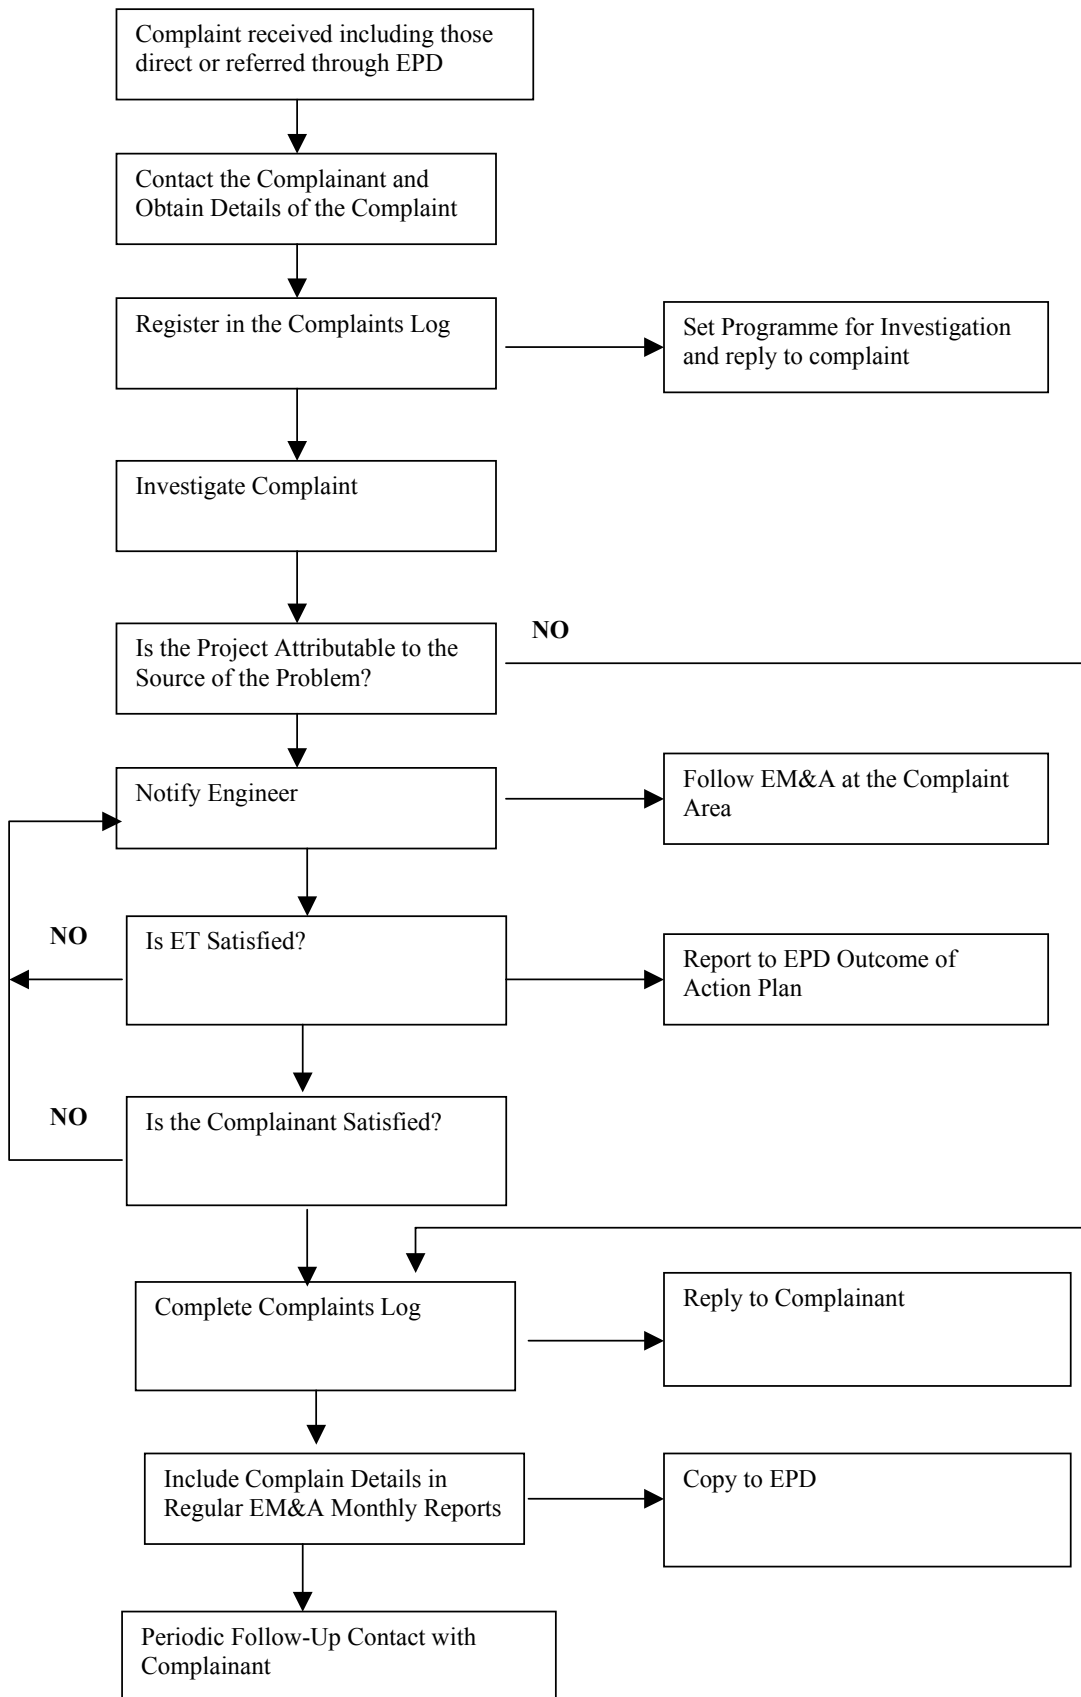 Complaint received including those
direct or referred through EPD
Contact the Complainant and
Obtain Details of the Complaint
Register in the Complaints Log
Set Programme for Investigation
and reply to complaint
Investigate Complaint
Is the Project Attributable to the
Source of the Problem?
NO
Notify Engineer
Follow EM&A at the Complaint
Area
NO
Is ET Satisfied?
Report to EPD Outcome of
Action Plan
NO
Is the Complainant Satisfied?
Complete Complaints Log
Reply to Complainant
Include Complain Details in
Regular EM&A Monthly Reports
Copy to EPD
Periodic Follow-Up Contact with
Complainant